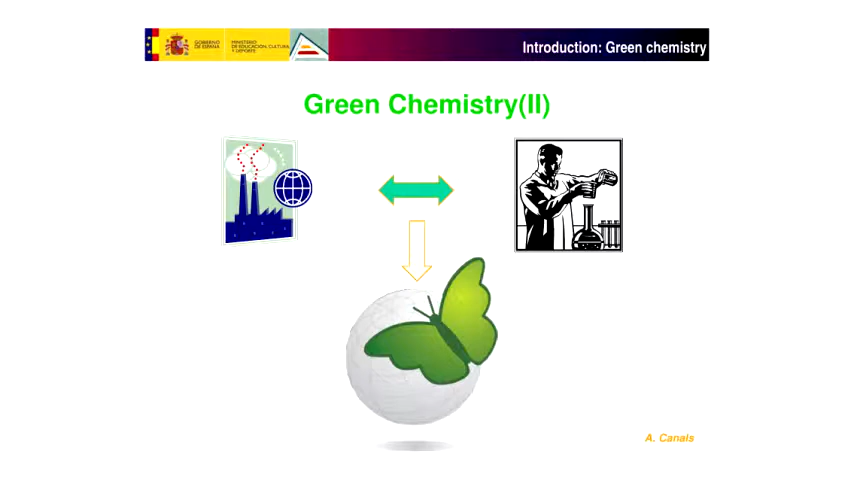 GOBIERNO
DE ESPAÑA
MINISTERIO
DE EDUCACIÓN, CULTURA
Y DEPORTE
Introduction: Green chemistry
Green Chemistry(II)
A. Canals